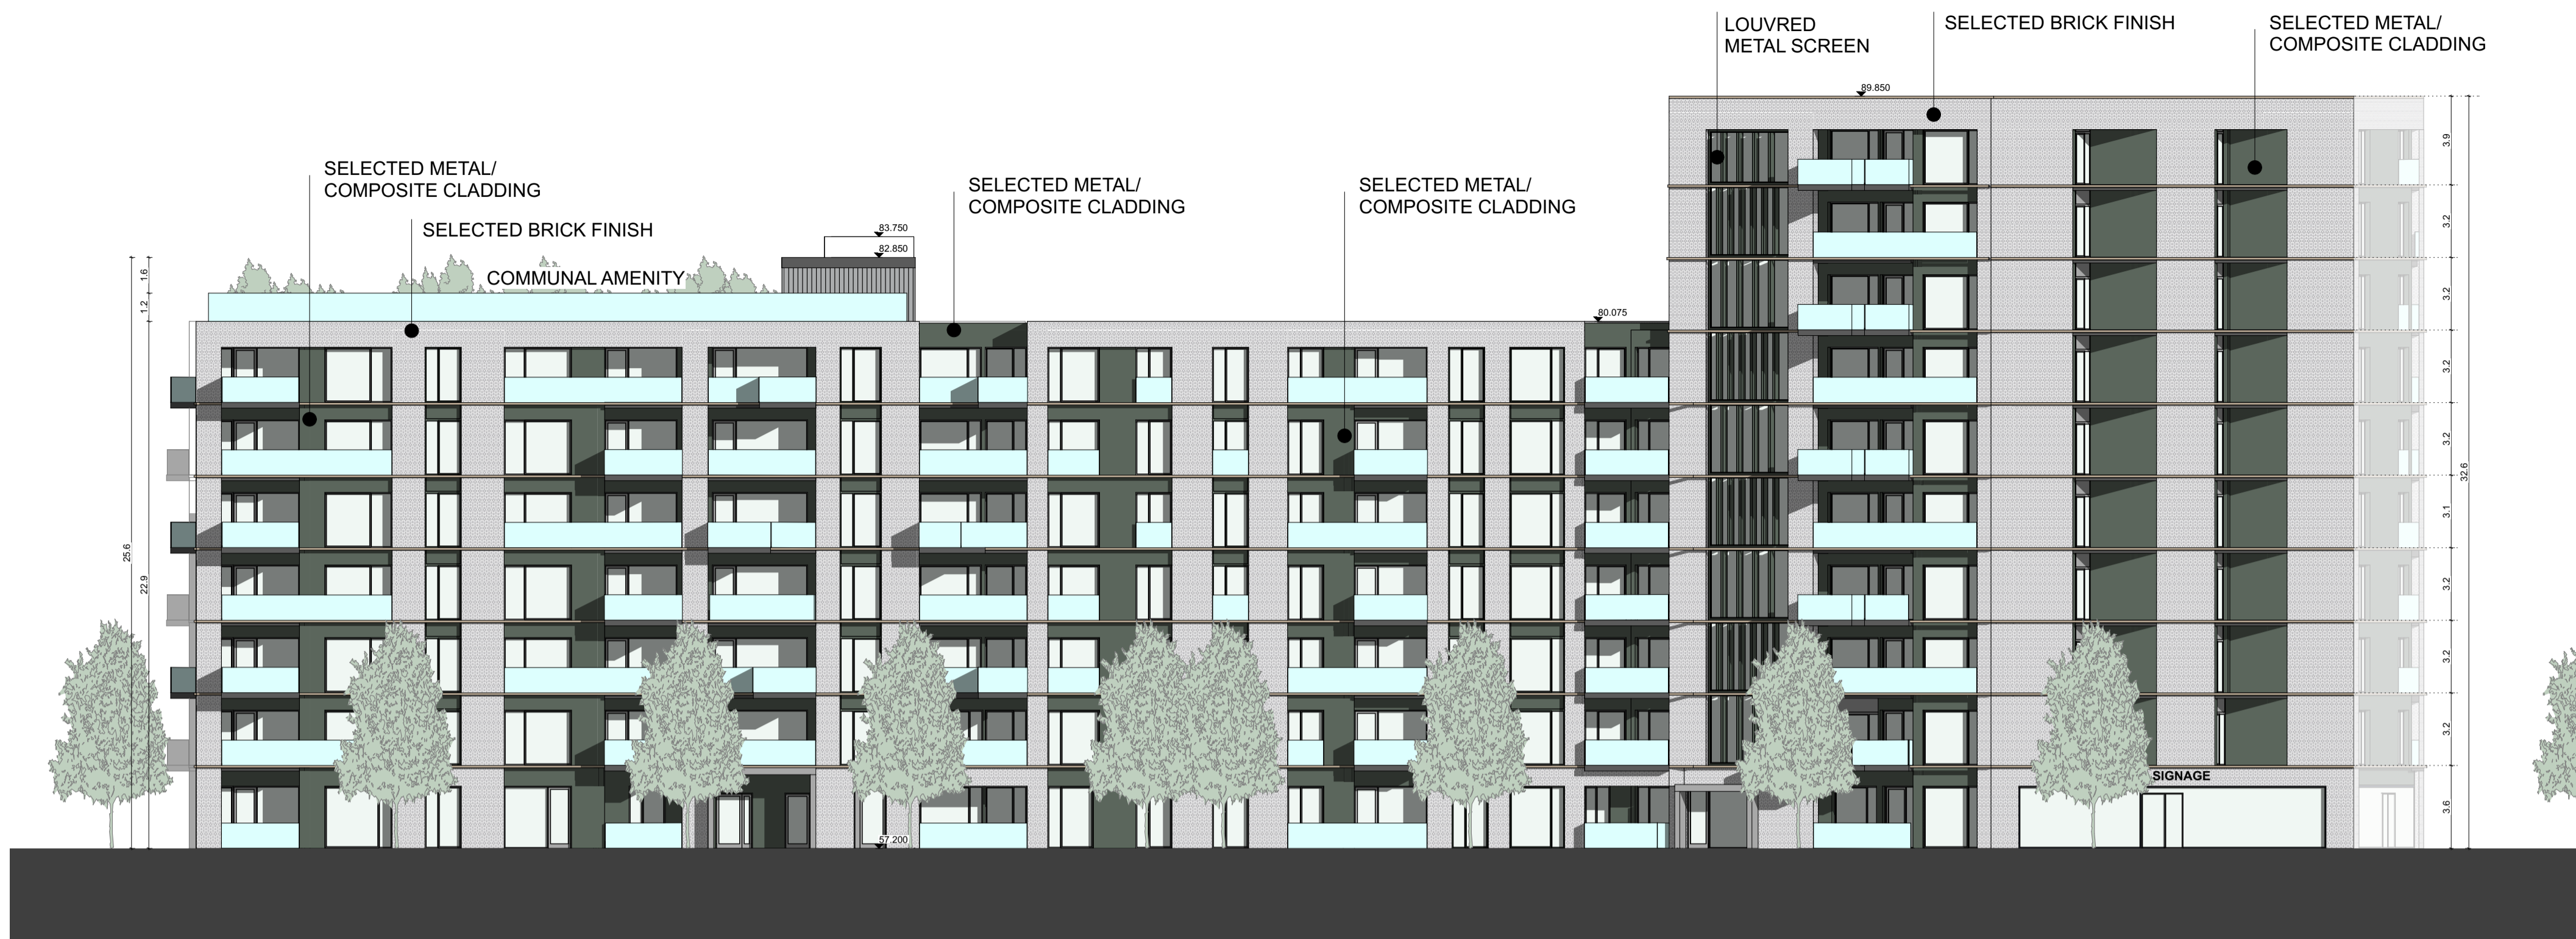 LOUVRED
METAL SCREEN
SELECTED BRICK FINISH
SELECTED METAL/
COMPOSITE CLADDING
89.850
SELECTED METAL/
COMPOSITE CLADDING
SELECTED METAL/
COMPOSITE CLADDING
SELECTED METAL/
COMPOSITE CLADDING
SELECTED BRICK FINISH
83.750
82.850
COMMUNAL AMENITY
80.075
1.6
1.2
25.6
22.9
3.9
3.2
3.2
3.2
3.2
3.1
3.2
3.2
3.2
3.6
32.6
SIGNAGE
57.200